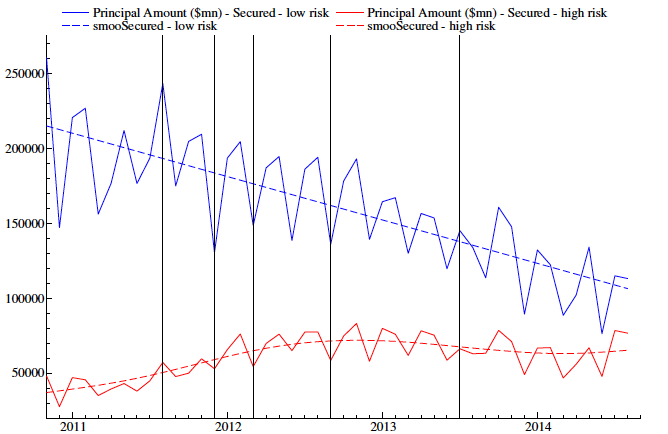 Principal Amount ($mn) - Secured - low risk Principal Amount ($mn) - Secured - high risk
smooSecured - low risk smooSecured - high risk
250000
200000
150000
100000
50000
2011 2012 2013 2014